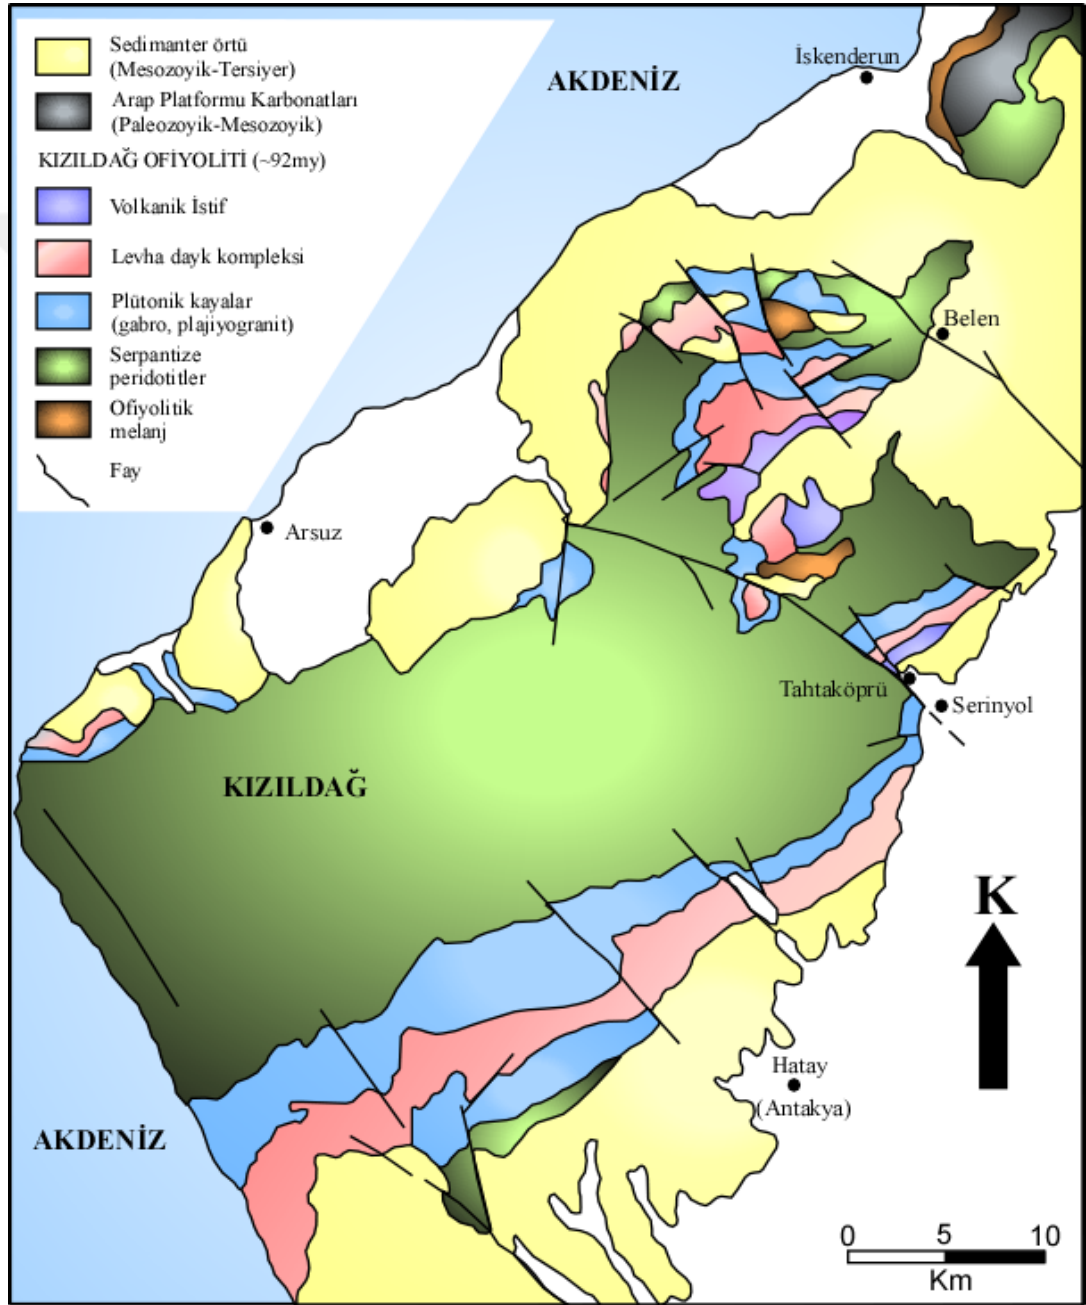 Sedimanter örtü
(Mesozoyik-Tersiyer)
Arap Platformu Karbonatları
(Paleozoyik-Mesozoyik)
KIZILDAĞ OFİYOLİTİ (~92my)
Volkanik İstif
Levha dayk kompleksi
Plütonik kayalar
(gabro, plajiyogranit)
Serpantize
peridotitler
Ofiyolitik
melanj
Fay
AKDENİZ
İskenderun
Belen
Arsuz
Tahtaköprü
Serinyol
KIZILDAĞ
K
Hatay
(Antakya)
AKDENİZ
0 5 10
Km